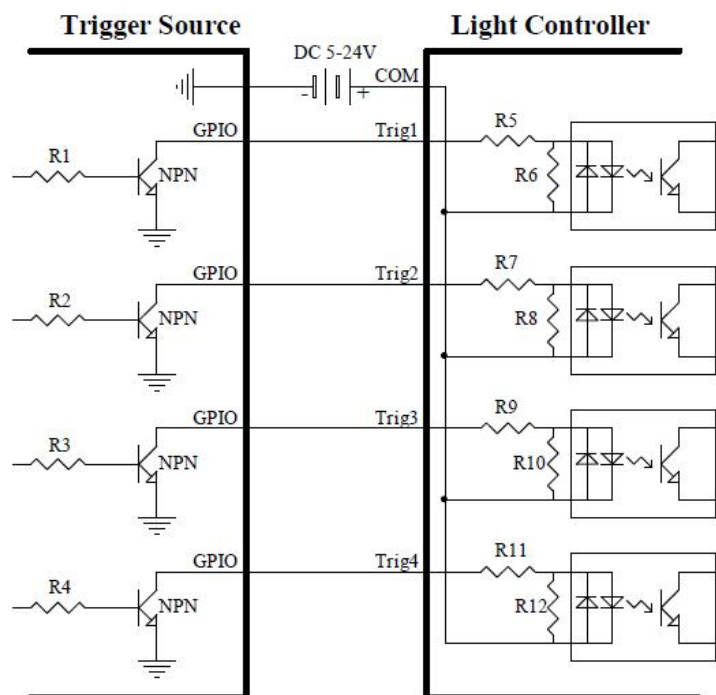 Trigger Source
Light Controller
DC 5-24V
COM
- +
GPIO
Trig1
R5
R1
NPN
R6
GPIO
Trig2
R7
R2
NPN
R8
GPIO
Trig3
R9
R3
NPN
R10
GPIO
Trig4
R11
R4
NPN
R12